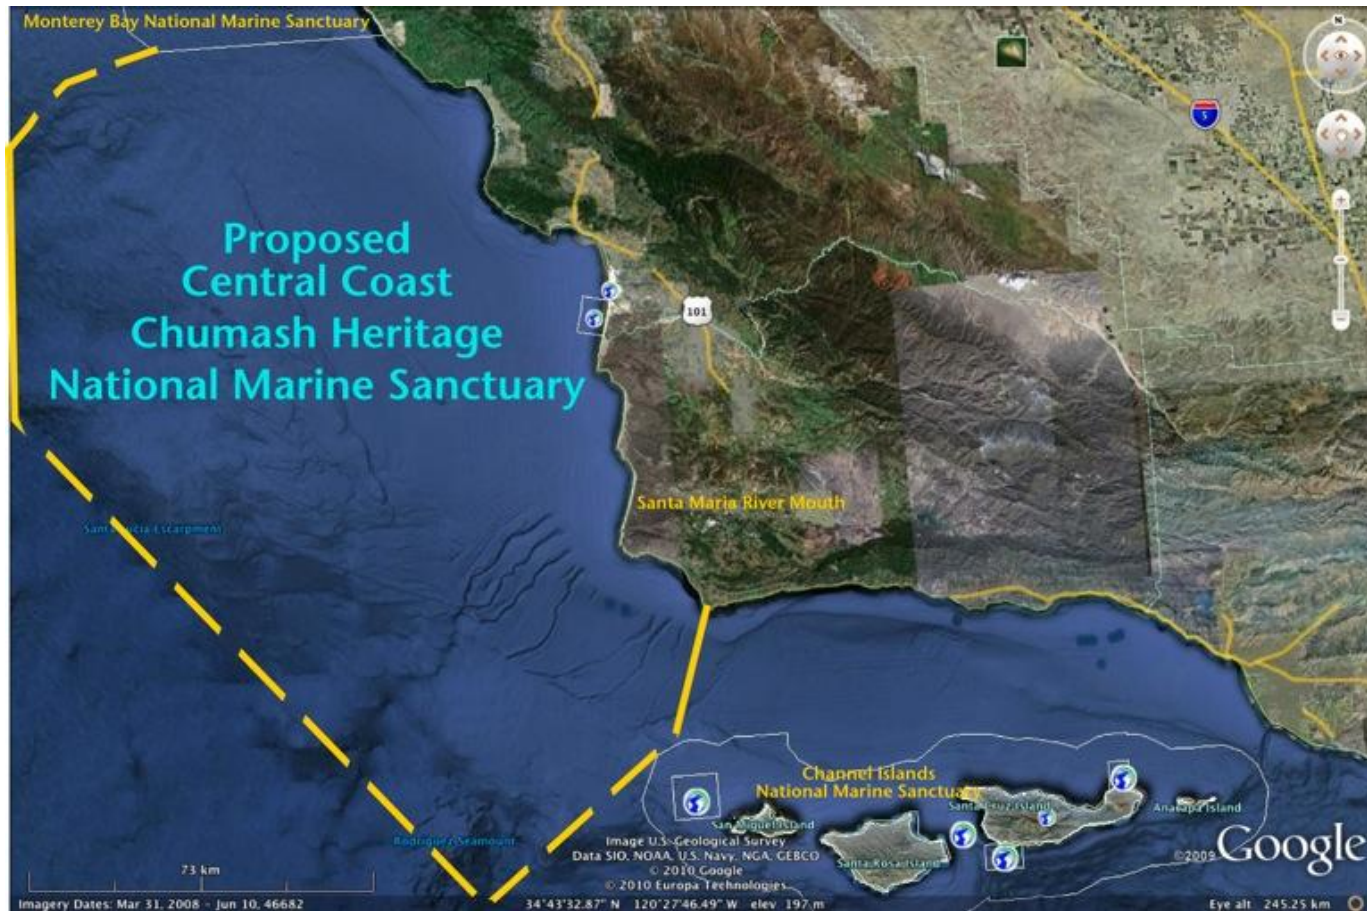 Monterey Bay National Marine Sanctuary
N
5
Proposed
Central Coast
Chumash Heritage
National Marine Sanctuary
101
Santa Maria River Mouth
Santa Lucia Escarpment
Channel Islands
National Marine Sanctuary
Santa Cruz Island
Anacapa Island
San Miguel Island
Santa Rosa Island
Rodriguez Seamount
Image U.S. Geological Survey
Data SIO, NOAA, U.S. Navy, NGA, GEBCO
© 2010 Google
© 2010 Europa Technologies
©2009 Google
73 km
Imagery Dates: Mar 31, 2008 - Jun 10, 46682
34°43'32.87" N 120°27'46.49" W elev 197 m
Eye alt 245.25 km